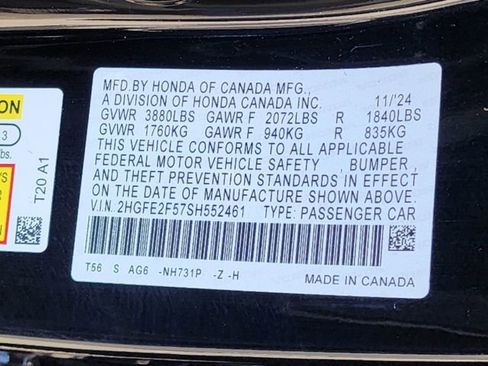 MFD.BY HONDA OF CANADA MFG.,
A DIVISION OF HONDA CANADA INC. 11/'24
GVWR 3880LBS GAWR F 2072LBS R 1840LBS
GVWR 1760KG GAWR F 940KG R 835KG
THIS VEHICLE CONFORMS TO ALL APPLICABLE
FEDERAL MOTOR VEHICLE SAFETY , BUMPER ,
AND THEFT PREVENTION STANDARDS IN EFFECT
ON THE DATE OF MANUFACTURE SHOWN ABOVE.
V.I.N. 2HGFE2F57SH552461 TYPE: PASSENGER CAR
T56 S AG6 -NH731P -Z -H
MADE IN CANADA
ION
3
lbs.
T20 A1